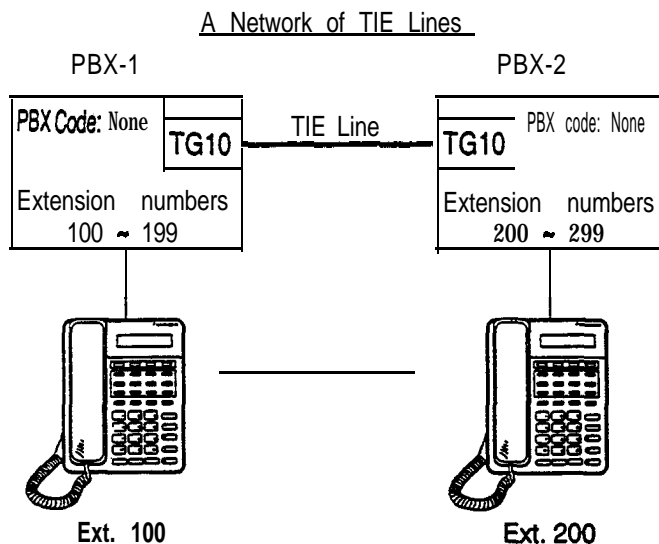 A Network of TIE Lines
PBX-1
PBX-2
PBX Code: None
TG10
TIE Line
TG10
PBX code: None
Extension numbers
100 ~ 199
Extension numbers
200 ~ 299
Ext. 100
Ext. 200